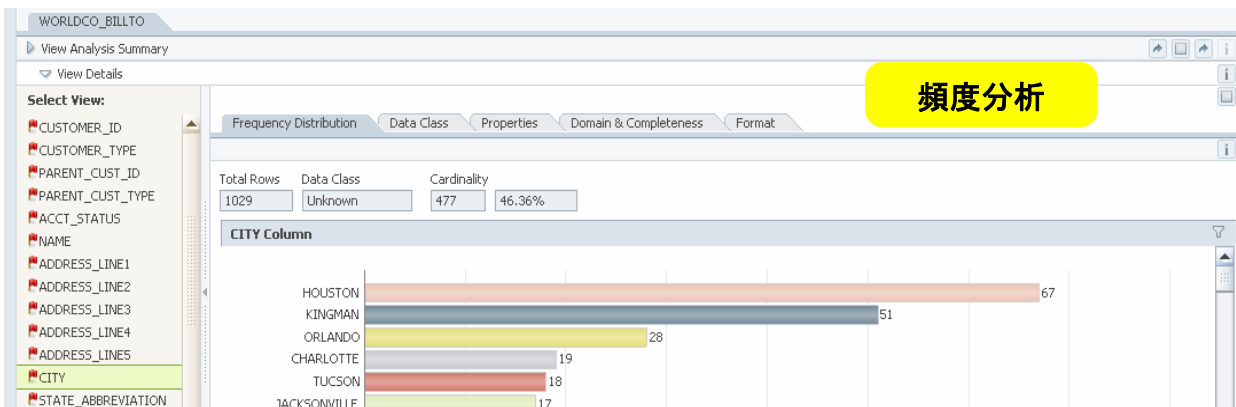 WORLDCO_BILLTO
View Analysis Summary
View Details
頻度分析
Select View:
CUSTOMER_ID
CUSTOMER_TYPE
PARENT_CUST_ID
PARENT_CUST_TYPE
ACCT_STATUS
NAME
ADDRESS_LINE1
ADDRESS_LINE2
ADDRESS_LINE3
ADDRESS_LINE4
ADDRESS_LINE5
CITY
STATE_ABBREVIATION
Frequency Distribution Data Class Properties Domain & Completeness Format
Total Rows Data Class Cardinality
1029 Unknown 477 46.36%
CITY Column
HOUSTON 67
KINGMAN 51
ORLANDO 28
CHARLOTTE 19
TUCSON 18
JACKSONVILLE 17